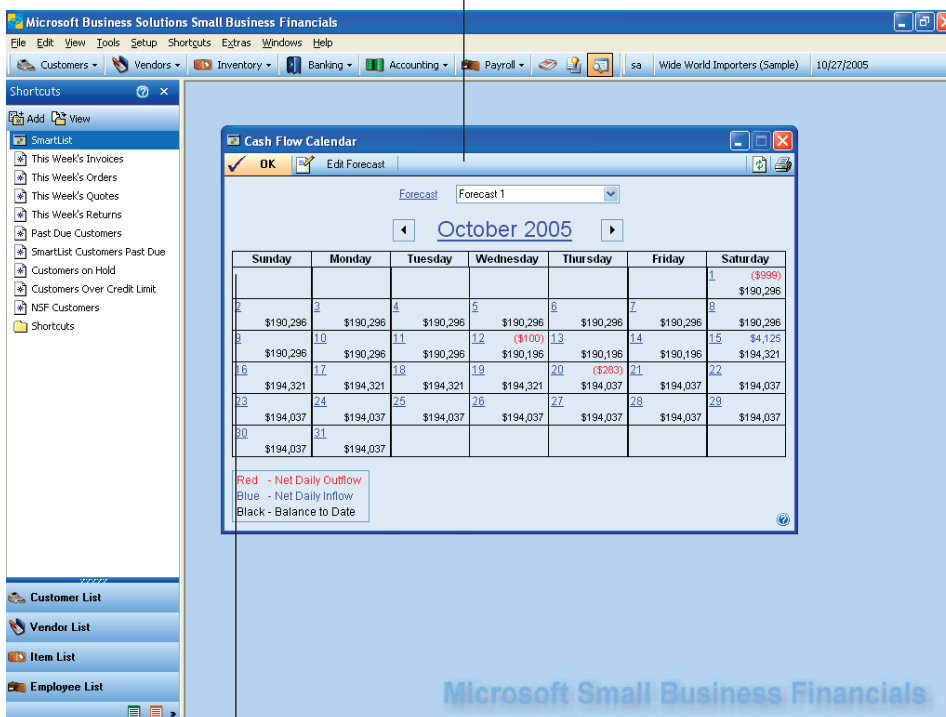 Microsoft Business Solutions Small Business Financials
File Edit View Tools Setup Shortcuts Extras Windows Help
Customers Vendors Inventory Banking Accounting Payroll sa Wide World Importers (Sample) 10/27/2005
Shortcuts
Add View
SmartList
This Week's Invoices
This Week's Orders
This Week's Quotes
This Week's Returns
Past Due Customers
SmartList Customers Past Due
Customers on Hold
Customers Over Credit Limit
NSF Customers
Shortcuts
Customer List
Vendor List
Item List
Employee List
Cash Flow Calendar
OK Edit Forecast
Forecast Forecast 1
October 2005
Sunday Monday Tuesday Wednesday Thursday Friday Saturday
1 ($999)
$190,296
2 3 4 5 6 7 8
$190,296 $190,296 $190,296 $190,296 $190,296 $190,296 $190,296
9 10 11 12 ($100) 13 14 15 $4,125
$190,296 $190,296 $190,296 $190,196 $190,196 $190,196 $194,321
16 17 18 19 20 ($283) 21 22
$194,321 $194,321 $194,321 $194,321 $194,037 $194,037 $194,037
23 24 25 26 27 28 29
$194,037 $194,037 $194,037 $194,037 $194,037 $194,037 $194,037
30 31
$194,037 $194,037
Red - Net Daily Outflow
Blue - Net Daily Inflow
Black - Balance to Date
Microsoft Small Business Financials